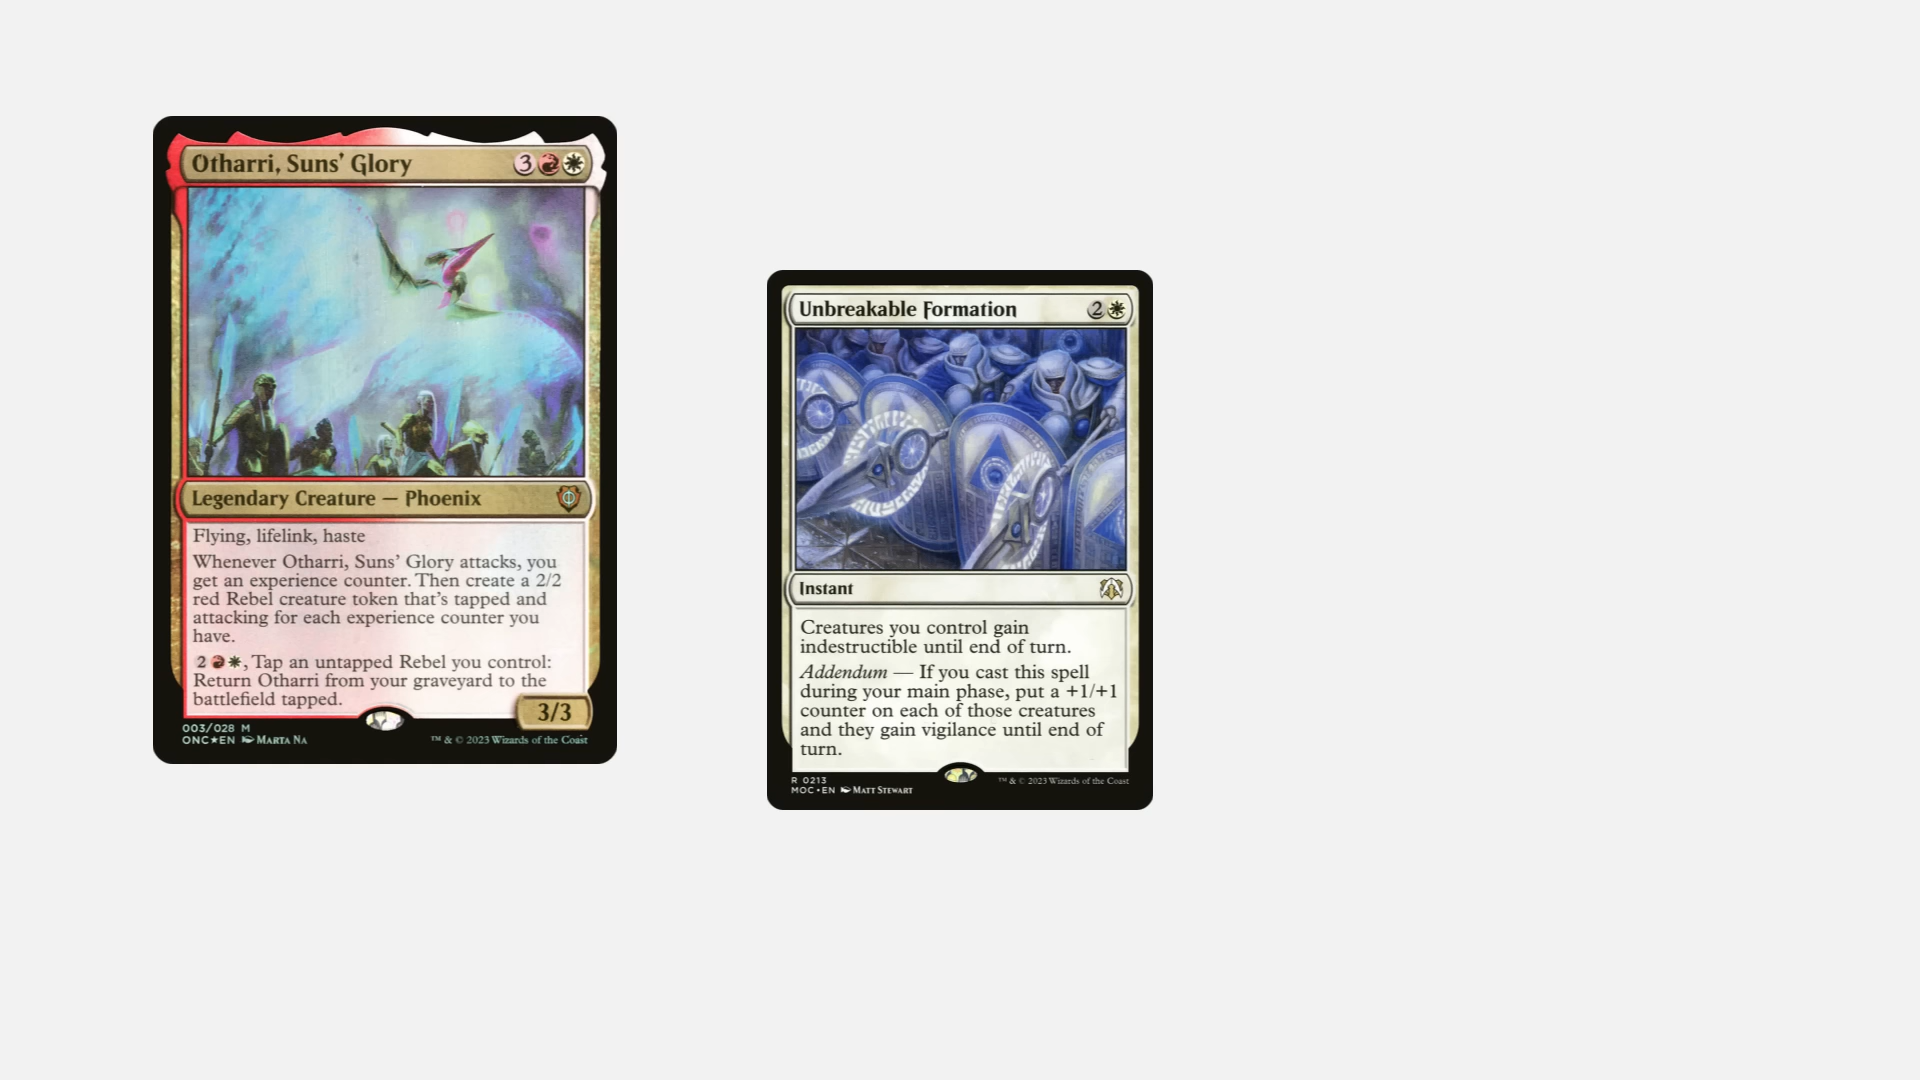 Otharri, Suns' Glory 3
Legendary Creature — Phoenix
Flying, lifelink, haste
Whenever Otharri, Suns' Glory attacks, you
get an experience counter. Then create a 2/2
red Rebel creature token that's tapped and
attacking for each experience counter you
have.
2 , Tap an untapped Rebel you control:
Return Otharri from your graveyard to the
battlefield tapped.
3/3
003/028 M
ONC★EN Marta Na
™ & © 2023 Wizards of the Coast
Unbreakable Formation 2
Instant
Creatures you control gain
indestructible until end of turn.
Addendum — If you cast this spell
during your main phase, put a +1/+1
counter on each of those creatures
and they gain vigilance until end of
turn.
R 0213
MOC•EN Matt Stewart
™ & © 2023 Wizards of the Coast